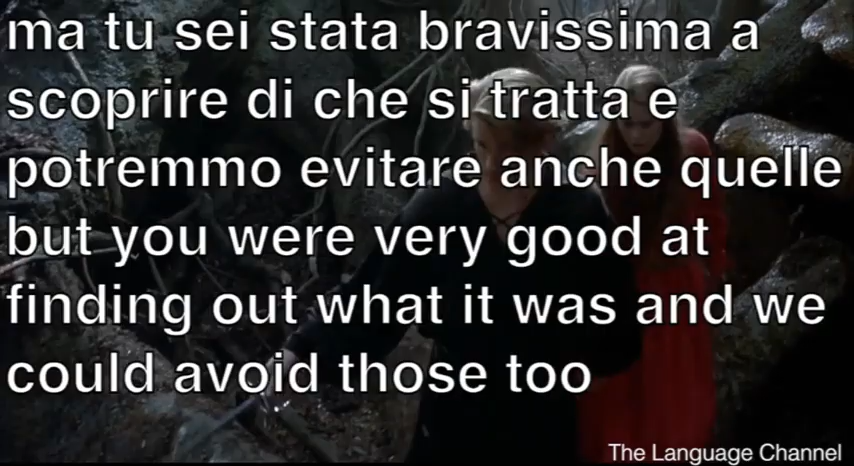 ma tu sei stata bravissima a
scoprire di che si tratta e
potremmo evitare anche quelle
but you were very good at
finding out what it was and we
could avoid those too
The Language Channel